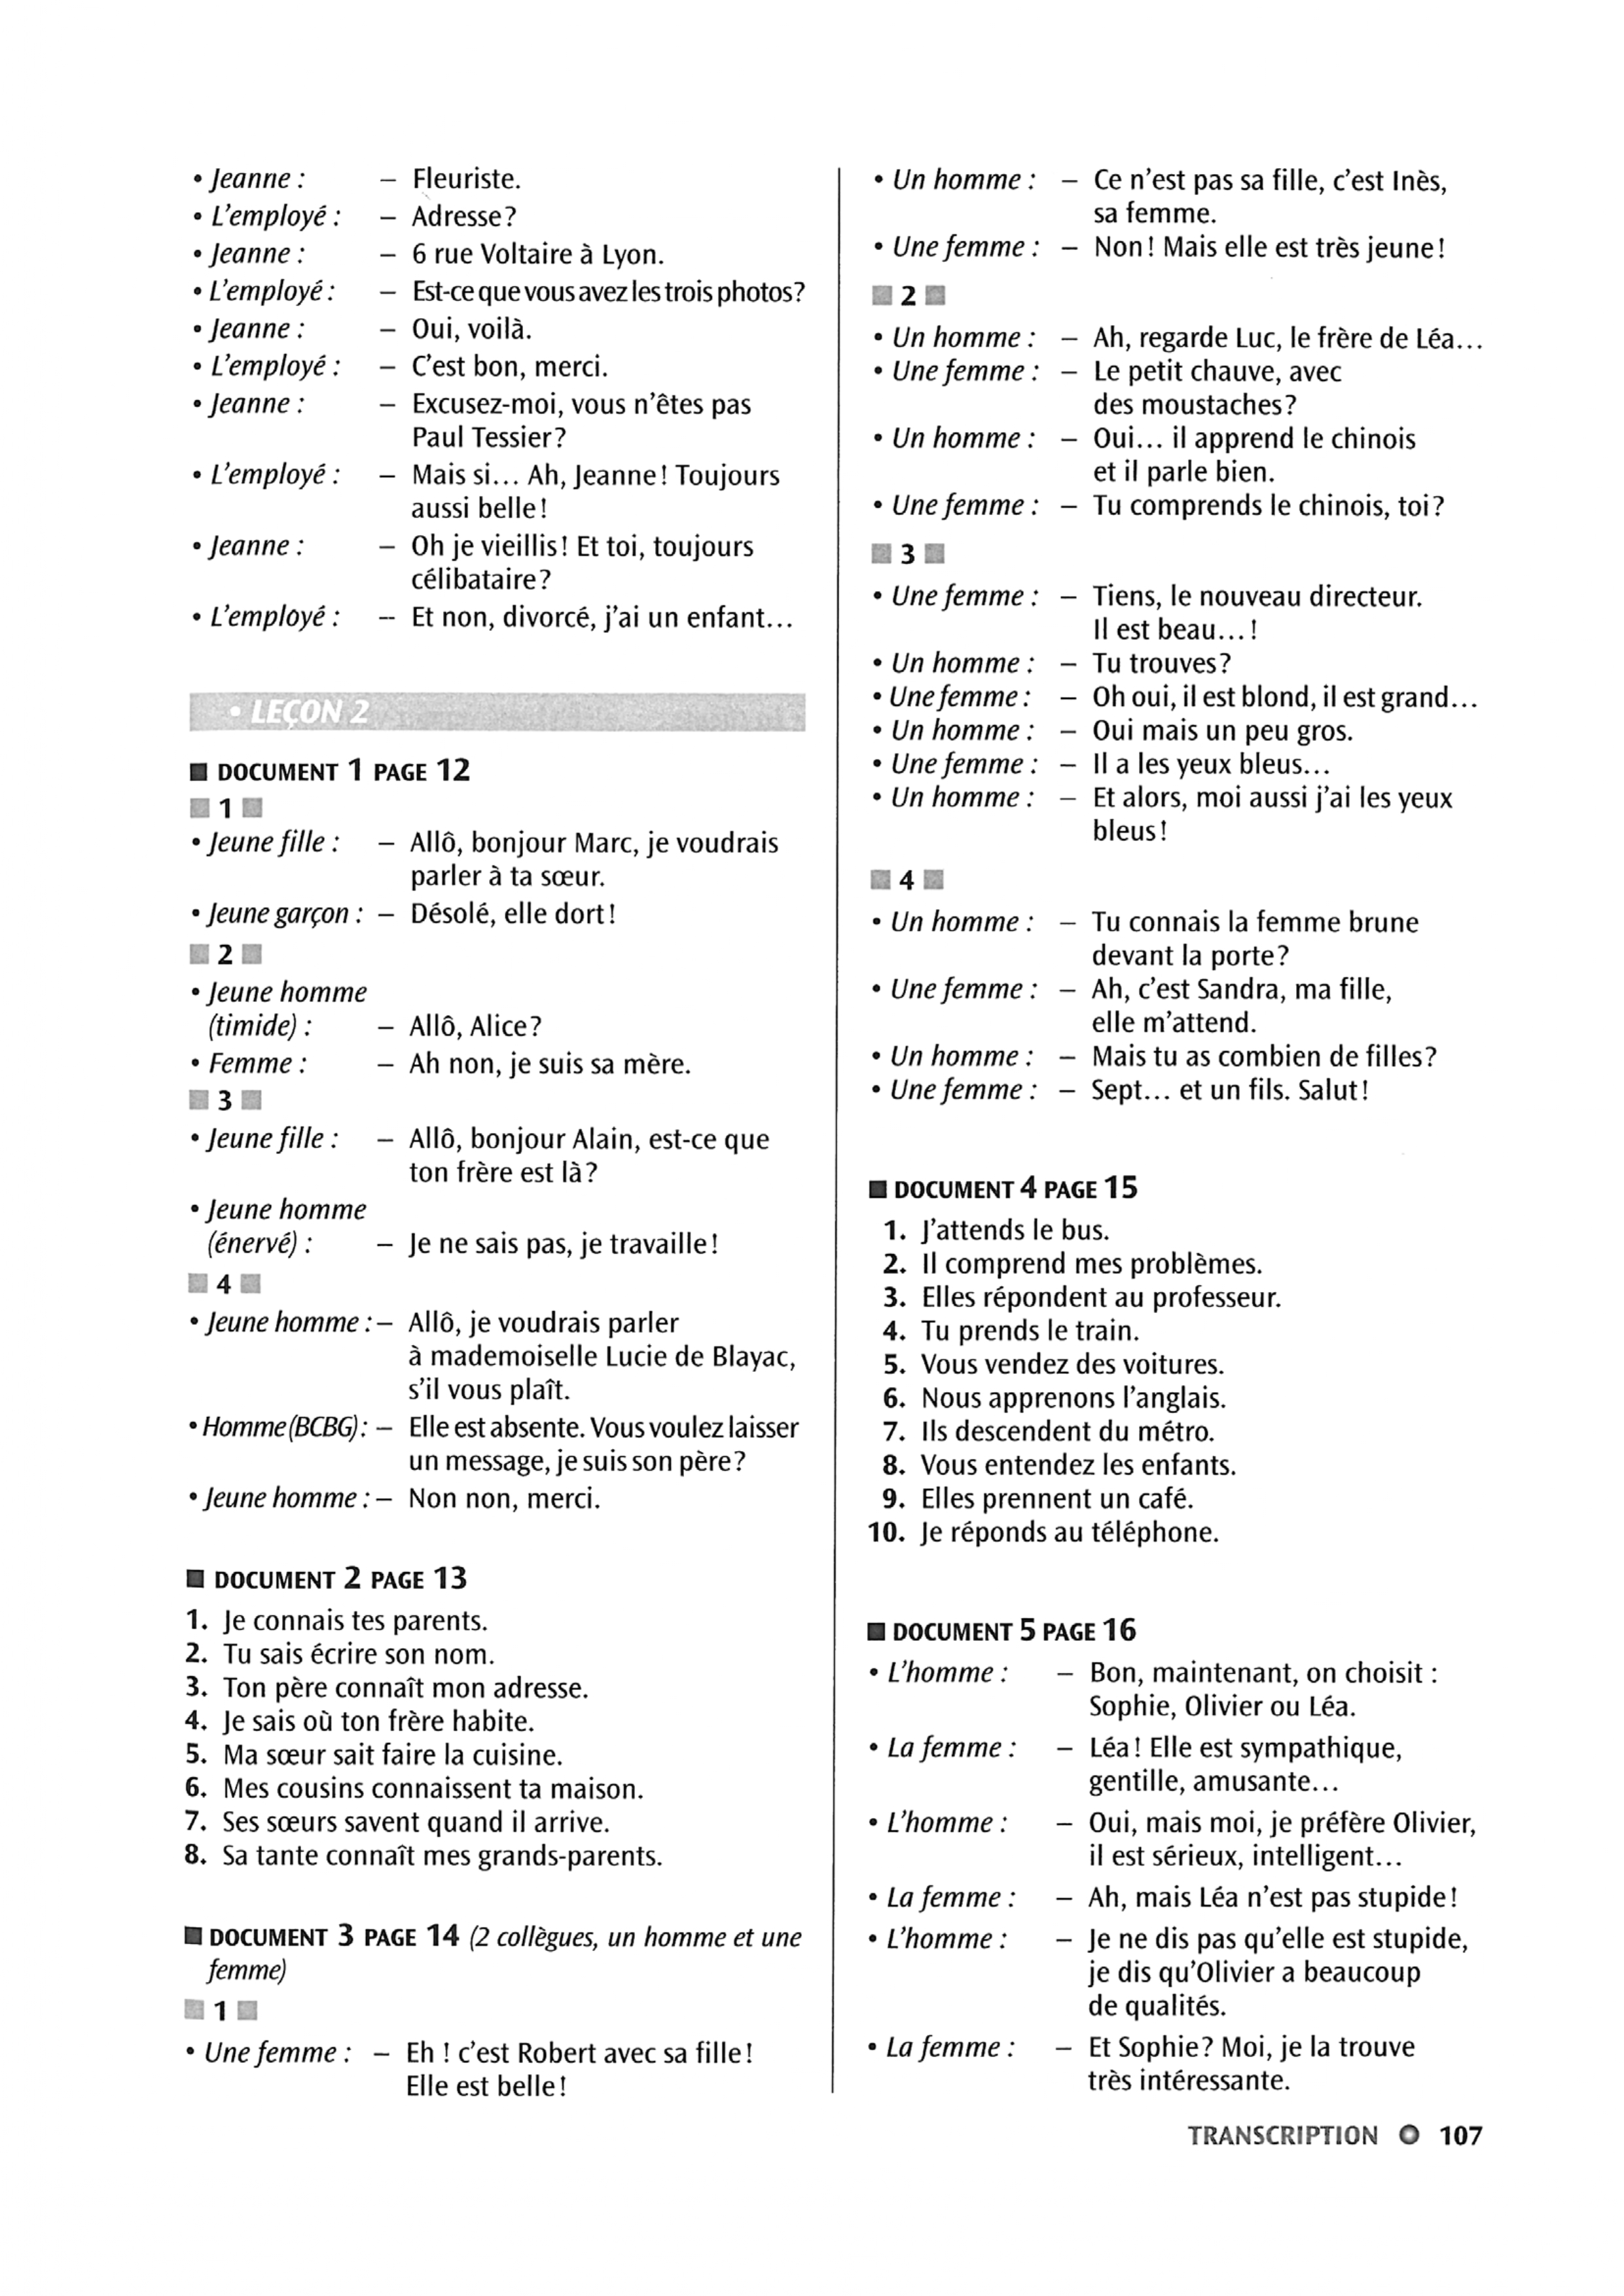 • Jeanne : – Fleuriste.
• L'employé : – Adresse?
• Jeanne : – 6 rue Voltaire à Lyon.
• L'employé : – Est-ce que vous avez les trois photos?
• Jeanne : – Oui, voilà.
• L'employé : – C'est bon, merci.
• Jeanne : – Excusez-moi, vous n'êtes pas
Paul Tessier?
• L'employé : – Mais si... Ah, Jeanne! Toujours
aussi belle!
• Jeanne : – Oh je vieillis! Et toi, toujours
célibataire?
• L'employé : -- Et non, divorcé, j'ai un enfant...
• LEÇON 2
■ DOCUMENT 1 PAGE 12
■ 1 ■
• Jeune fille : – Allô, bonjour Marc, je voudrais
parler à ta sœur.
• Jeune garçon : – Désolé, elle dort!
■ 2 ■
• Jeune homme
(timide) : – Allô, Alice?
• Femme : – Ah non, je suis sa mère.
■ 3 ■
• Jeune fille : – Allô, bonjour Alain, est-ce que
ton frère est là?
• Jeune homme
(énervé) : – Je ne sais pas, je travaille!
■ 4 ■
• Jeune homme : – Allô, je voudrais parler
à mademoiselle Lucie de Blayac,
s'il vous plaît.
• Homme (BCBG) : – Elle est absente. Vous voulez laisser
un message, je suis son père?
• Jeune homme : – Non non, merci.
■ DOCUMENT 2 PAGE 13
1. Je connais tes parents.
2. Tu sais écrire son nom.
3. Ton père connaît mon adresse.
4. Je sais où ton frère habite.
5. Ma sœur sait faire la cuisine.
6. Mes cousins connaissent ta maison.
7. Ses sœurs savent quand il arrive.
8. Sa tante connaît mes grands-parents.
■ DOCUMENT 3 PAGE 14 (2 collègues, un homme et une
femme)
■ 1 ■
• Une femme : – Eh ! c'est Robert avec sa fille!
Elle est belle!
• Un homme : – Ce n'est pas sa fille, c'est Inès,
sa femme.
• Une femme : – Non! Mais elle est très jeune!
■ 2 ■
• Un homme : – Ah, regarde Luc, le frère de Léa...
• Une femme : – Le petit chauve, avec
des moustaches?
• Un homme : – Oui... il apprend le chinois
et il parle bien.
• Une femme : – Tu comprends le chinois, toi?
■ 3 ■
• Une femme : – Tiens, le nouveau directeur.
Il est beau...!
• Un homme : – Tu trouves?
• Une femme : – Oh oui, il est blond, il est grand...
• Un homme : – Oui mais un peu gros.
• Une femme : – Il a les yeux bleus...
• Un homme : – Et alors, moi aussi j'ai les yeux
bleus!
■ 4 ■
• Un homme : – Tu connais la femme brune
devant la porte?
• Une femme : – Ah, c'est Sandra, ma fille,
elle m'attend.
• Un homme : – Mais tu as combien de filles?
• Une femme : – Sept... et un fils. Salut!
■ DOCUMENT 4 PAGE 15
1. J'attends le bus.
2. Il comprend mes problèmes.
3. Elles répondent au professeur.
4. Tu prends le train.
5. Vous vendez des voitures.
6. Nous apprenons l'anglais.
7. Ils descendent du métro.
8. Vous entendez les enfants.
9. Elles prennent un café.
10. Je réponds au téléphone.
■ DOCUMENT 5 PAGE 16
• L'homme : – Bon, maintenant, on choisit :
Sophie, Olivier ou Léa.
• La femme : – Léa! Elle est sympathique,
gentille, amusante...
• L'homme : – Oui, mais moi, je préfère Olivier,
il est sérieux, intelligent...
• La femme : – Ah, mais Léa n'est pas stupide!
• L'homme : – Je ne dis pas qu'elle est stupide,
je dis qu'Olivier a beaucoup
de qualités.
• La femme : – Et Sophie? Moi, je la trouve
très intéressante.
TRANSCRIPTION 107